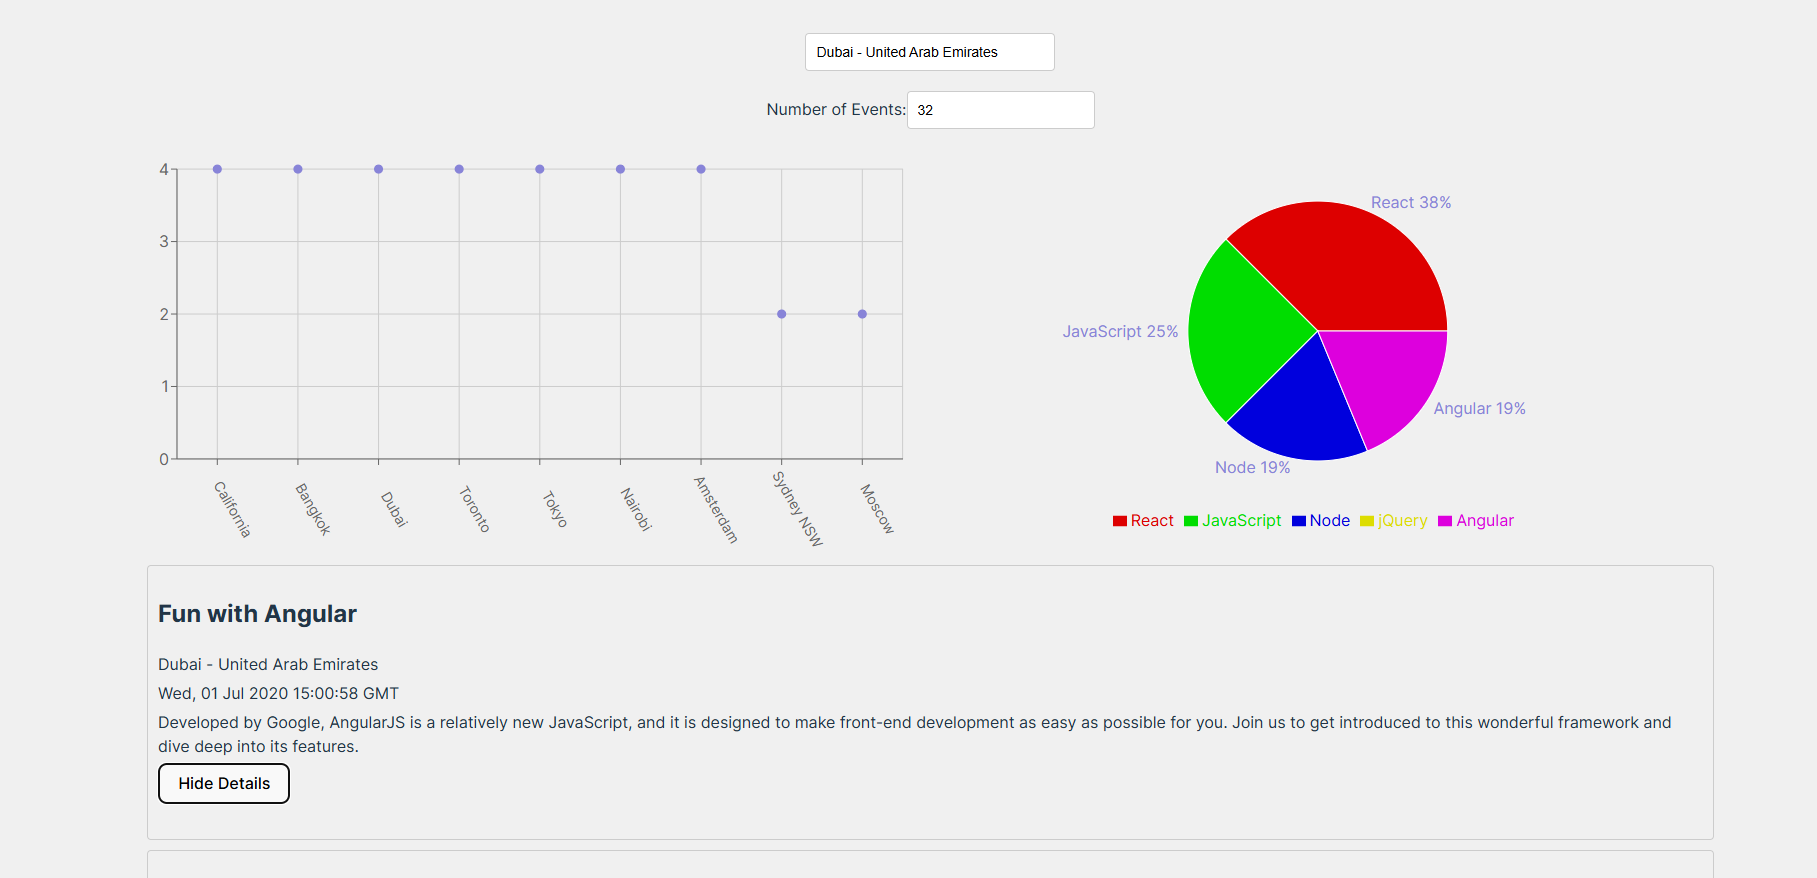 Dubai - United Arab Emirates
Number of Events: 32
4
3
2
1
0
California
Bangkok
Dubai
Toronto
Tokyo
Nairobi
Amsterdam
Sydney NSW
Moscow
React 38%
JavaScript 25%
Angular 19%
Node 19%
React JavaScript Node jQuery Angular
Fun with Angular
Dubai - United Arab Emirates
Wed, 01 Jul 2020 15:00:58 GMT
Developed by Google, AngularJS is a relatively new JavaScript, and it is designed to make front-end development as easy as possible for you. Join us to get introduced to this wonderful framework and
dive deep into its features.
Hide Details